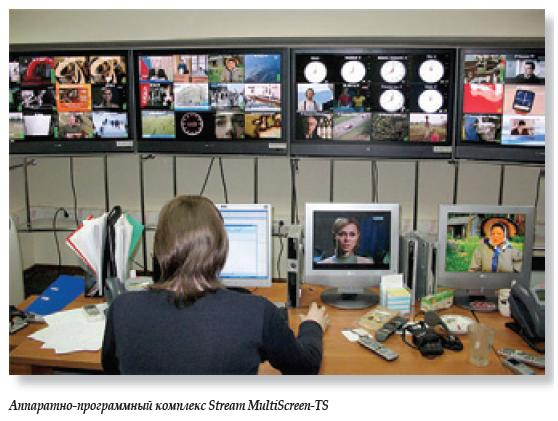 Аппаратно-программный комплекс Stream MultiScreen-TS